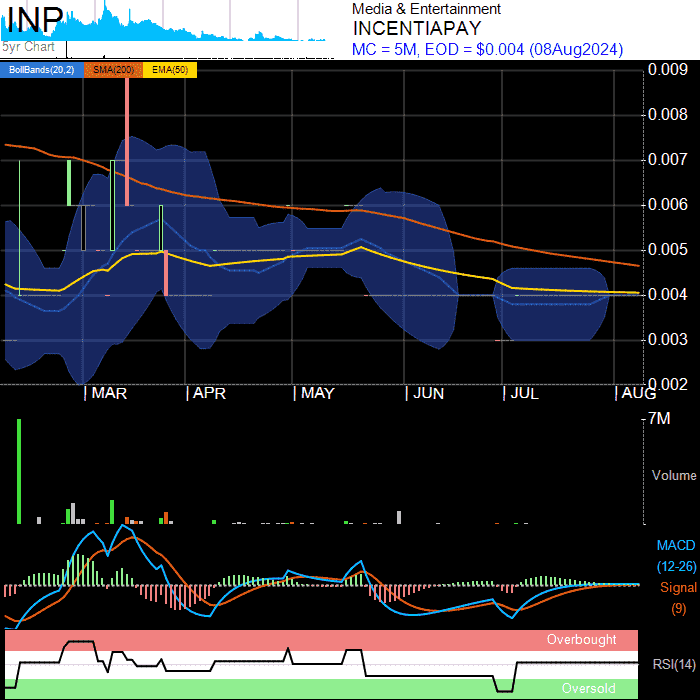 INP
5yr Chart
Media & Entertainment
INCENTIAPAY
MC = 5M, EOD = $0.004 (08Aug2024)
BollBands(20,2) SMA(200) EMA(50)
0.009
0.008
0.007
0.006
0.005
0.004
0.003
0.002
| MAR | APR | MAY | JUN | JUL | AUG
7M
Volume
MACD
(12-26)
Signal
(9)
Overbought
RSI(14)
Oversold